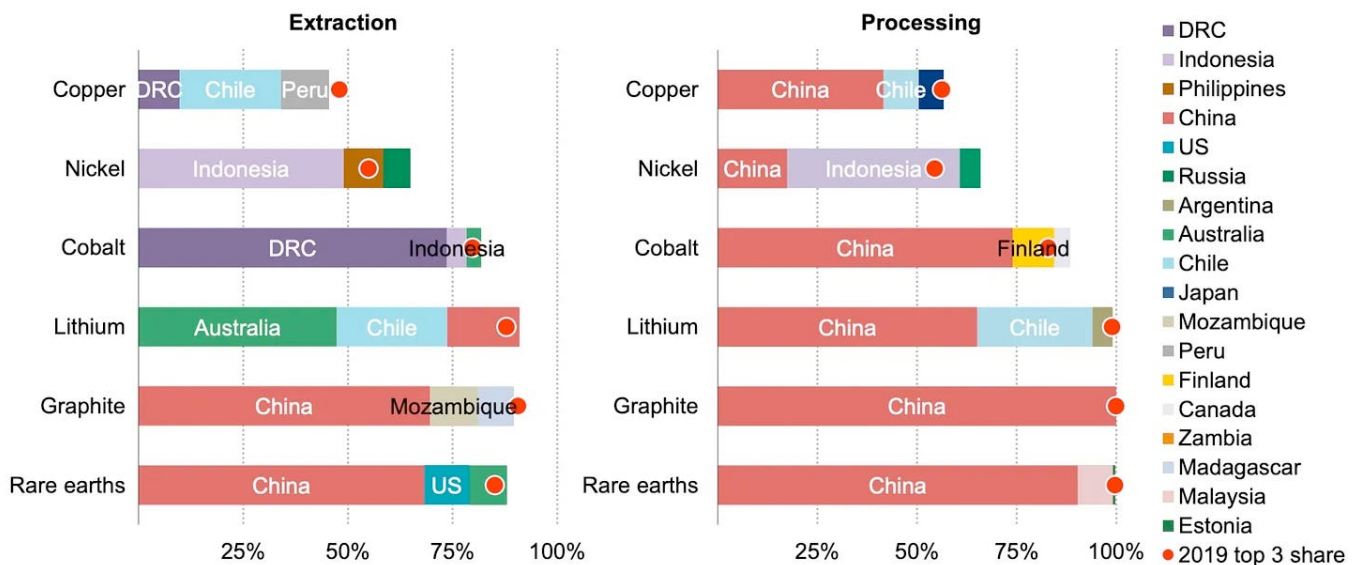 Extraction
Copper
DRC Chile Peru
Nickel
Indonesia
Cobalt
DRC Indonesia
Lithium
Australia Chile
Graphite
China Mozambique
Rare earths
China US
25% 50% 75% 100%
Processing
Copper
China Chile
Nickel
China Indonesia
Cobalt
China Finland
Lithium
China Chile
Graphite
China
Rare earths
China
25% 50% 75% 100%
DRC
Indonesia
Philippines
China
US
Russia
Argentina
Australia
Chile
Japan
Mozambique
Peru
Finland
Canada
Zambia
Madagascar
Malaysia
Estonia
2019 top 3 share